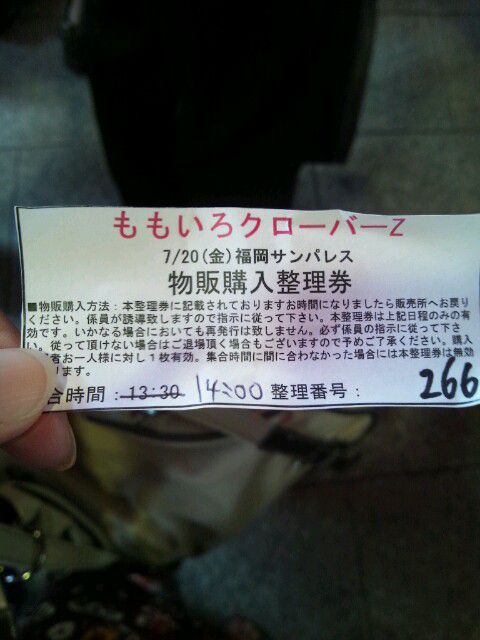 ももいろクローバーZ
7/20(金)福岡サンパレス
物販購入整理券
■物販購入方法：本整理券に記載されておりますお時間になりましたら販売所へお戻り
ください。係員が誘導致しますので指示に従って下さい。本整理券は上記日程のみの有
効です。いかなる場合においても再発行は致しません。必ず係員の指示に従って下さ
い。従って頂けない場合はご退場頂く場合もございますので予めご了承ください。購入
者お一人様に対し1枚有効。集合時間に間に合わなかった場合には本整理券は無効
ります。
合時間：13:30 14:00 整理番号： 266